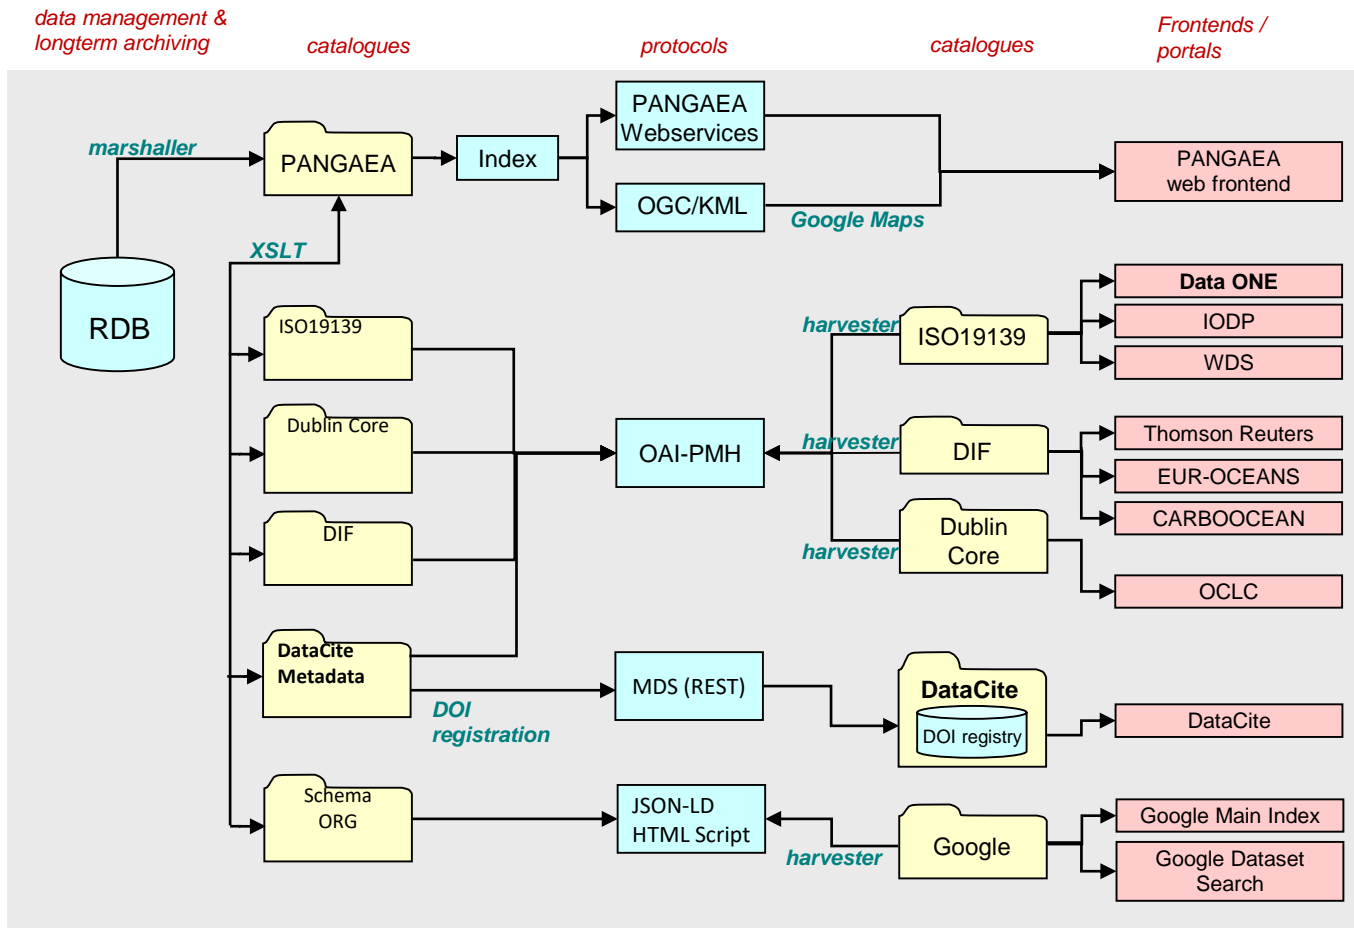 data management &
longterm archiving
catalogues
protocols
catalogues
Frontends /
portals
marshaller
PANGAEA
Index
PANGAEA
Webservices
OGC/KML
Google Maps
PANGAEA
web frontend
XSLT
RDB
ISO19139
Dublin Core
DIF
DataCite
Metadata
Schema
ORG
OAI-PMH
DOI
registration
MDS (REST)
JSON-LD
HTML Script
harvester
ISO19139
harvester
DIF
harvester
Dublin
Core
DataCite
DOI registry
harvester
Google
Data ONE
IODP
WDS
Thomson Reuters
EUR-OCEANS
CARBOOCEAN
OCLC
DataCite
Google Main Index
Google Dataset
Search